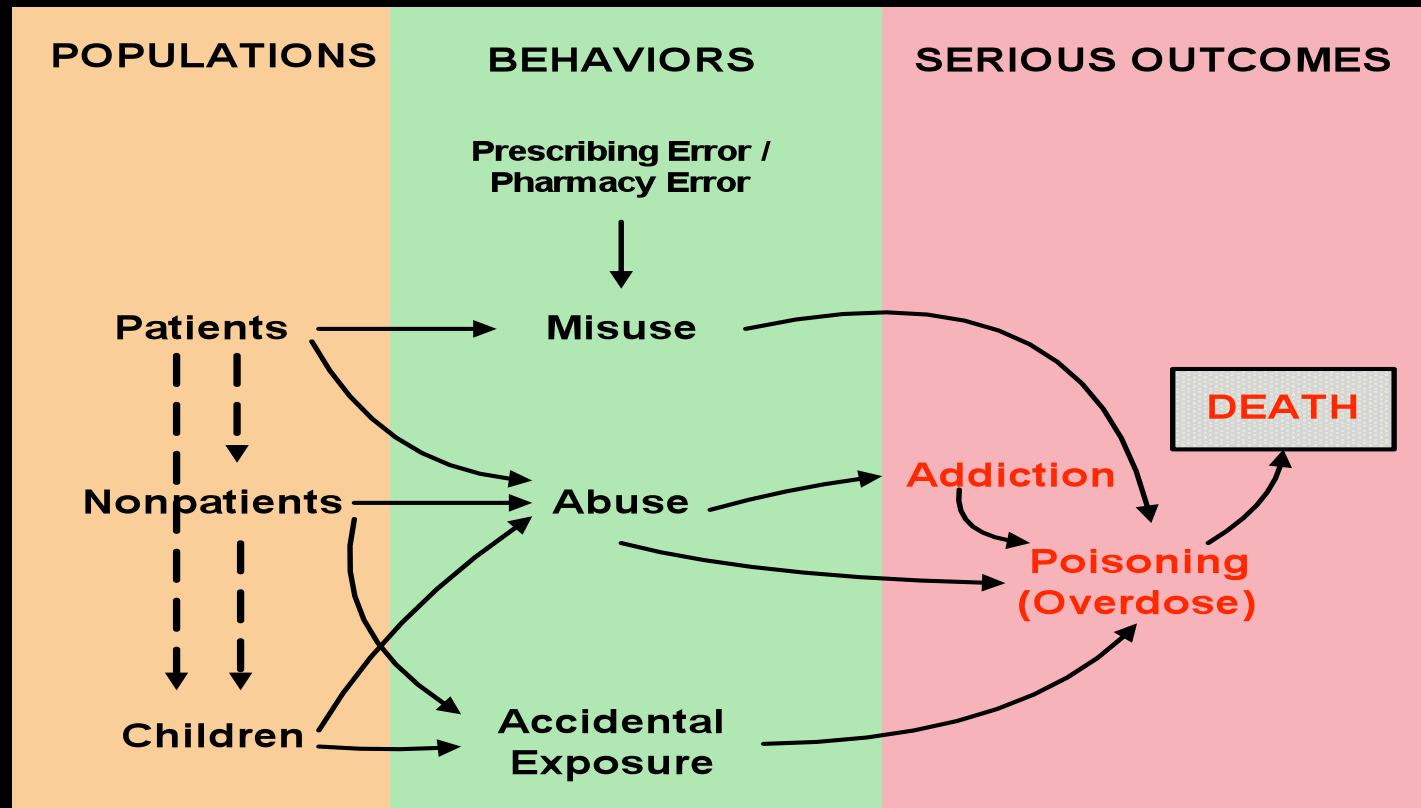 POPULATIONS
BEHAVIORS
SERIOUS OUTCOMES
Prescribing Error /
Pharmacy Error
Patients
Misuse
DEATH
Addiction
Nonpatients
Abuse
Poisoning
(Overdose)
Children
Accidental
Exposure